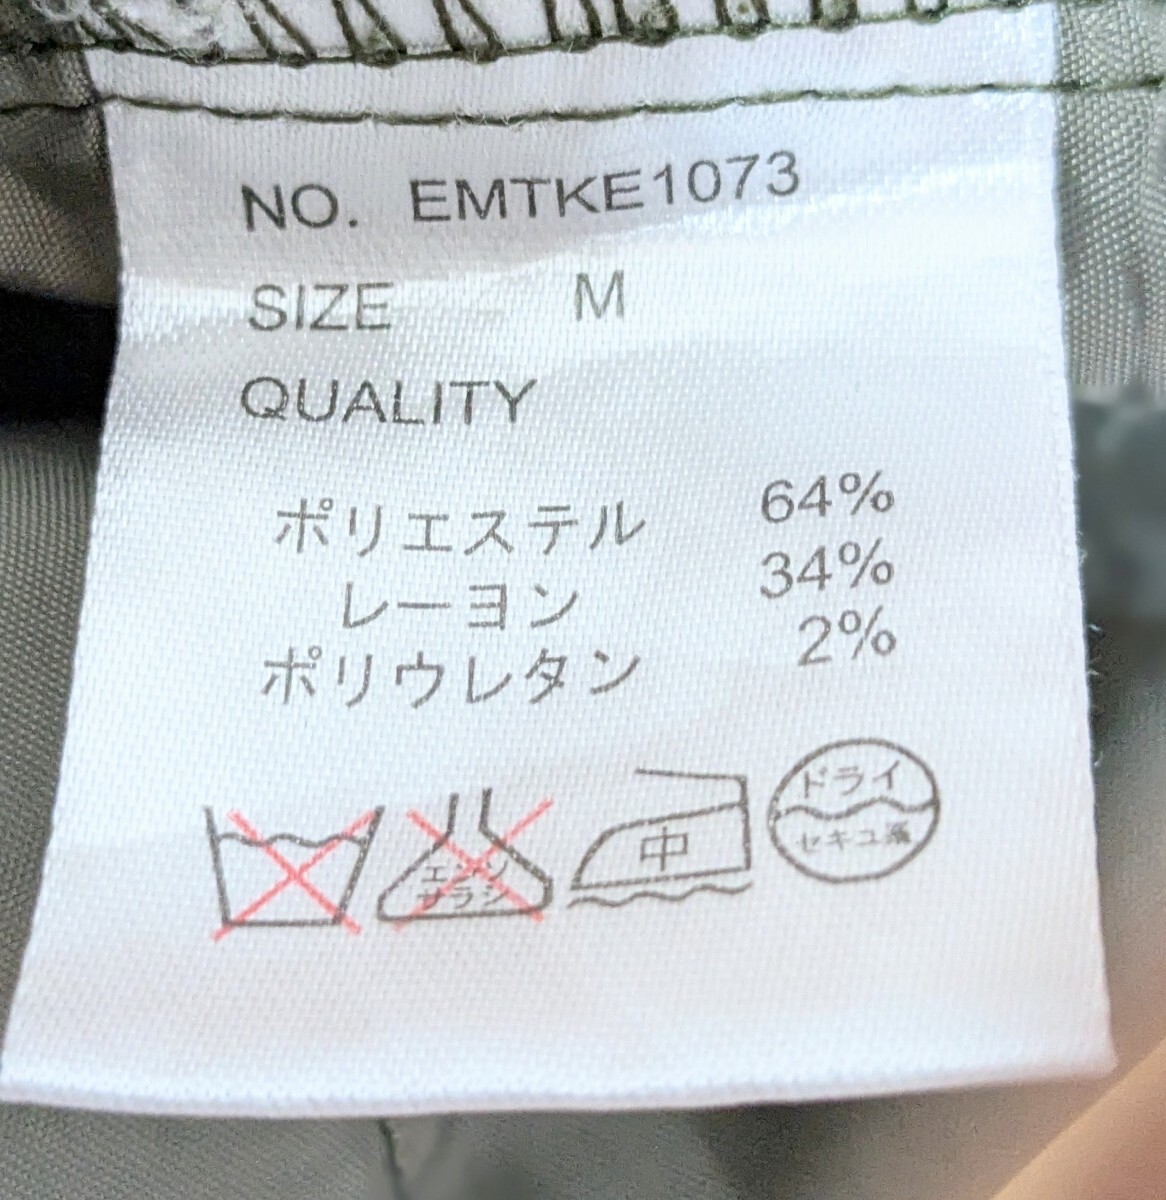 NO. EMTKE1073
SIZE M
QUALITY
ポリエステル 64%
レーヨン 34%
ポリウレタン 2%
エンソ
サラシ
中
ドライ
セキユ系